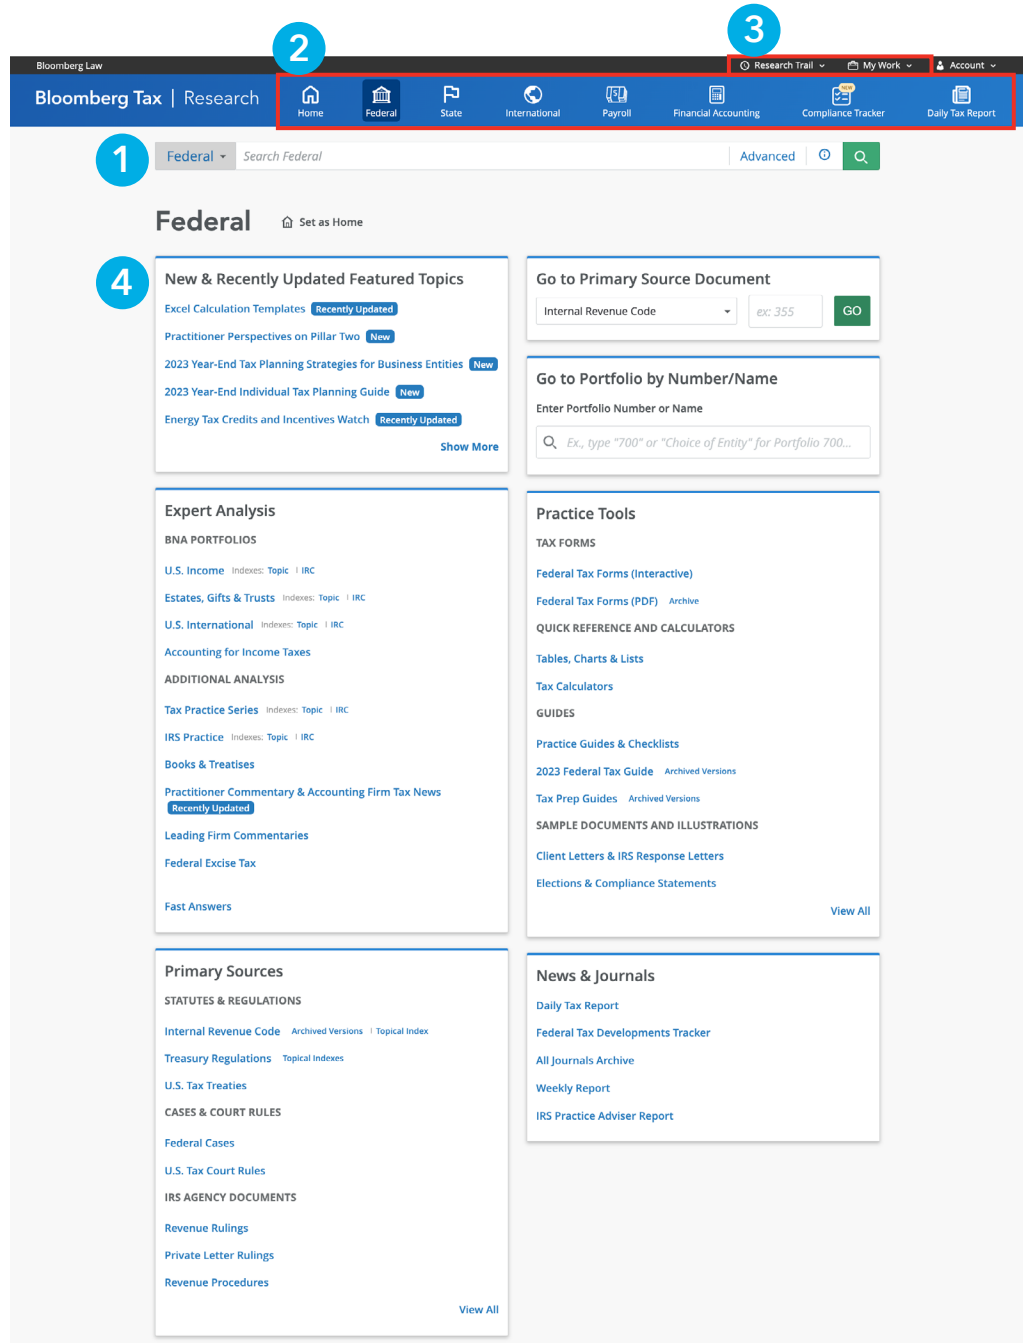 2
3
Bloomberg Law
Research Trail
My Work
Account
Bloomberg Tax | Research
Home
Federal
State
International
Payroll
Financial Accounting
NEW
Compliance Tracker
Daily Tax Report
1
Federal
Search Federal
Advanced
Federal
Set as Home
4
New & Recently Updated Featured Topics
Excel Calculation Templates Recently Updated
Practitioner Perspectives on Pillar Two New
2023 Year-End Tax Planning Strategies for Business Entities New
2023 Year-End Individual Tax Planning Guide New
Energy Tax Credits and Incentives Watch Recently Updated
Show More
Go to Primary Source Document
Internal Revenue Code
ex: 355
GO
Go to Portfolio by Number/Name
Enter Portfolio Number or Name
Ex., type "700" or "Choice of Entity" for Portfolio 700...
Expert Analysis
BNA PORTFOLIOS
U.S. Income Indexes: Topic | IRC
Estates, Gifts & Trusts Indexes: Topic | IRC
U.S. International Indexes: Topic | IRC
Accounting for Income Taxes
ADDITIONAL ANALYSIS
Tax Practice Series Indexes: Topic | IRC
IRS Practice Indexes: Topic | IRC
Books & Treatises
Practitioner Commentary & Accounting Firm Tax News
Recently Updated
Leading Firm Commentaries
Federal Excise Tax
Fast Answers
Practice Tools
TAX FORMS
Federal Tax Forms (Interactive)
Federal Tax Forms (PDF) Archive
QUICK REFERENCE AND CALCULATORS
Tables, Charts & Lists
Tax Calculators
GUIDES
Practice Guides & Checklists
2023 Federal Tax Guide Archived Versions
Tax Prep Guides Archived Versions
SAMPLE DOCUMENTS AND ILLUSTRATIONS
Client Letters & IRS Response Letters
Elections & Compliance Statements
View All
Primary Sources
STATUTES & REGULATIONS
Internal Revenue Code Archived Versions | Topical Index
Treasury Regulations Topical Indexes
U.S. Tax Treaties
CASES & COURT RULES
Federal Cases
U.S. Tax Court Rules
IRS AGENCY DOCUMENTS
Revenue Rulings
Private Letter Rulings
Revenue Procedures
View All
News & Journals
Daily Tax Report
Federal Tax Developments Tracker
All Journals Archive
Weekly Report
IRS Practice Adviser Report